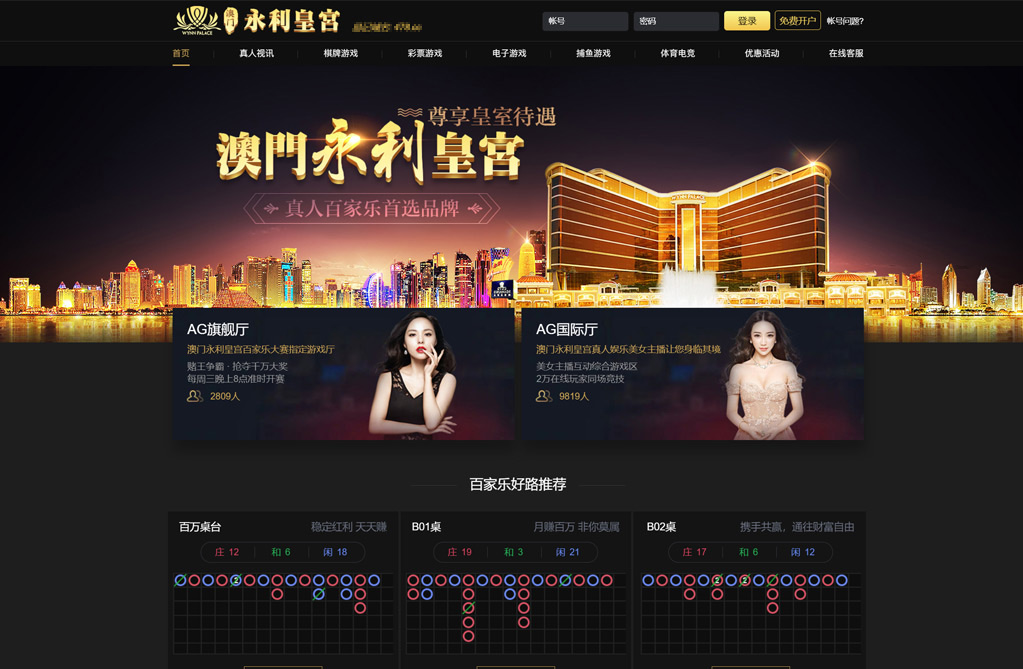 WYNN PALACE 澳门 永利皇宫
帐号 密码 登录 免费开户 帐号问题?
首页 真人视讯 棋牌游戏 彩票游戏 电子游戏 捕鱼游戏 体育电竞 优惠活动 在线客服
尊享皇室待遇
澳門永利皇宫
真人百家乐首选品牌
AG旗舰厅
澳门永利皇宫百家乐大赛指定游戏厅
赌王争霸 · 抢夺千万大奖
每周三晚上8点准时开赛
2809人
AG国际厅
澳门永利皇宫真人娱乐美女主播让您身临其境
美女主播互动综合游戏区
2万在线玩家同场竞技
9819人
百家乐好路推荐
百万桌台 稳定红利 天天赚
庄 12 和 6 闲 18
2
B01桌 月赚百万 非你莫属
庄 19 和 3 闲 21
B02桌 携手共赢，通往财富自由
庄 17 和 6 闲 12
2 2